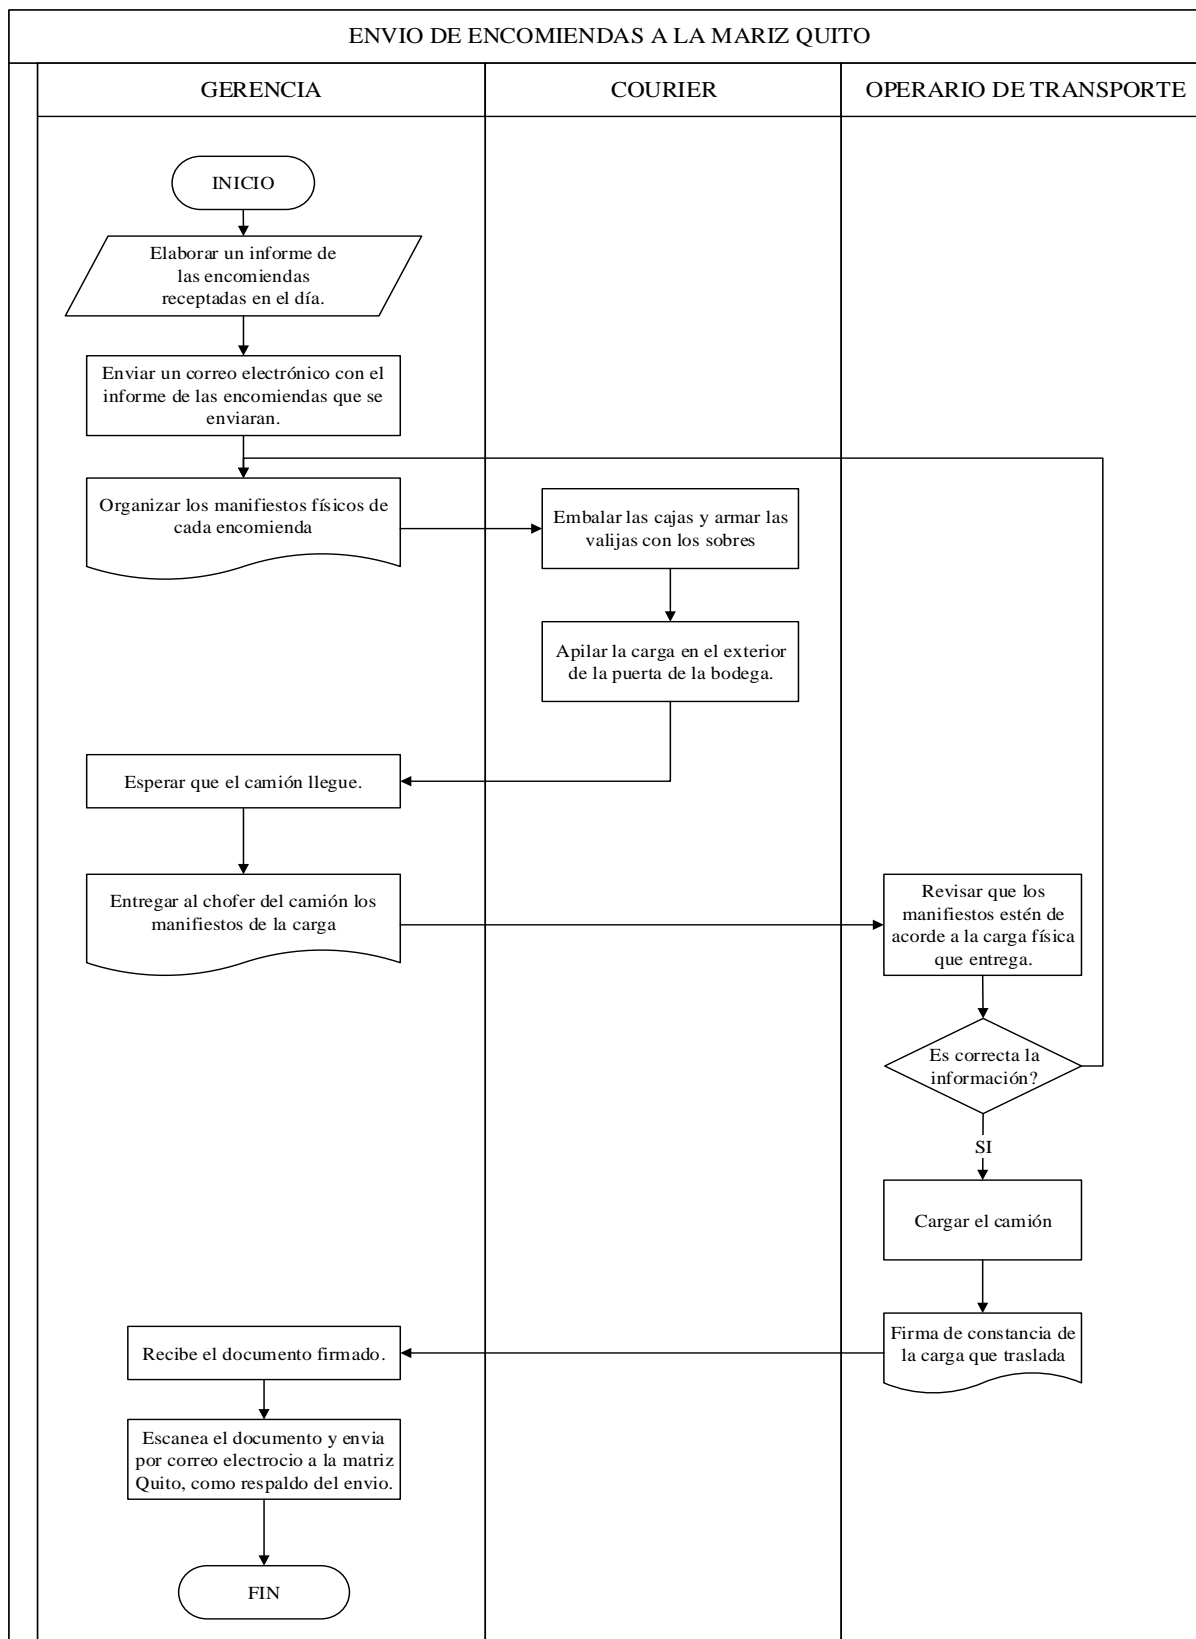 ENVIO DE ENCOMIENDAS A LA MARIZ QUITO
GERENCIA
COURIER
OPERARIO DE TRANSPORTE
INICIO
Elaborar un informe de
las encomiendas
receptadas en el día.
Enviar un correo electrónico con el
informe de las encomiendas que se
enviaran.
Organizar los manifiestos físicos de
cada encomienda
Embalar las cajas y armar las
valijas con los sobres
Apilar la carga en el exterior
de la puerta de la bodega.
Esperar que el camión llegue.
Entregar al chofer del camión los
manifiestos de la carga
Revisar que los
manifiestos estén de
acorde a la carga física
que entrega.
Es correcta la
información?
SI
Cargar el camión
Firma de constancia de
la carga que traslada
Recibe el documento firmado.
Escanea el documento y envia
por correo electrocio a la matriz
Quito, como respaldo del envio.
FIN